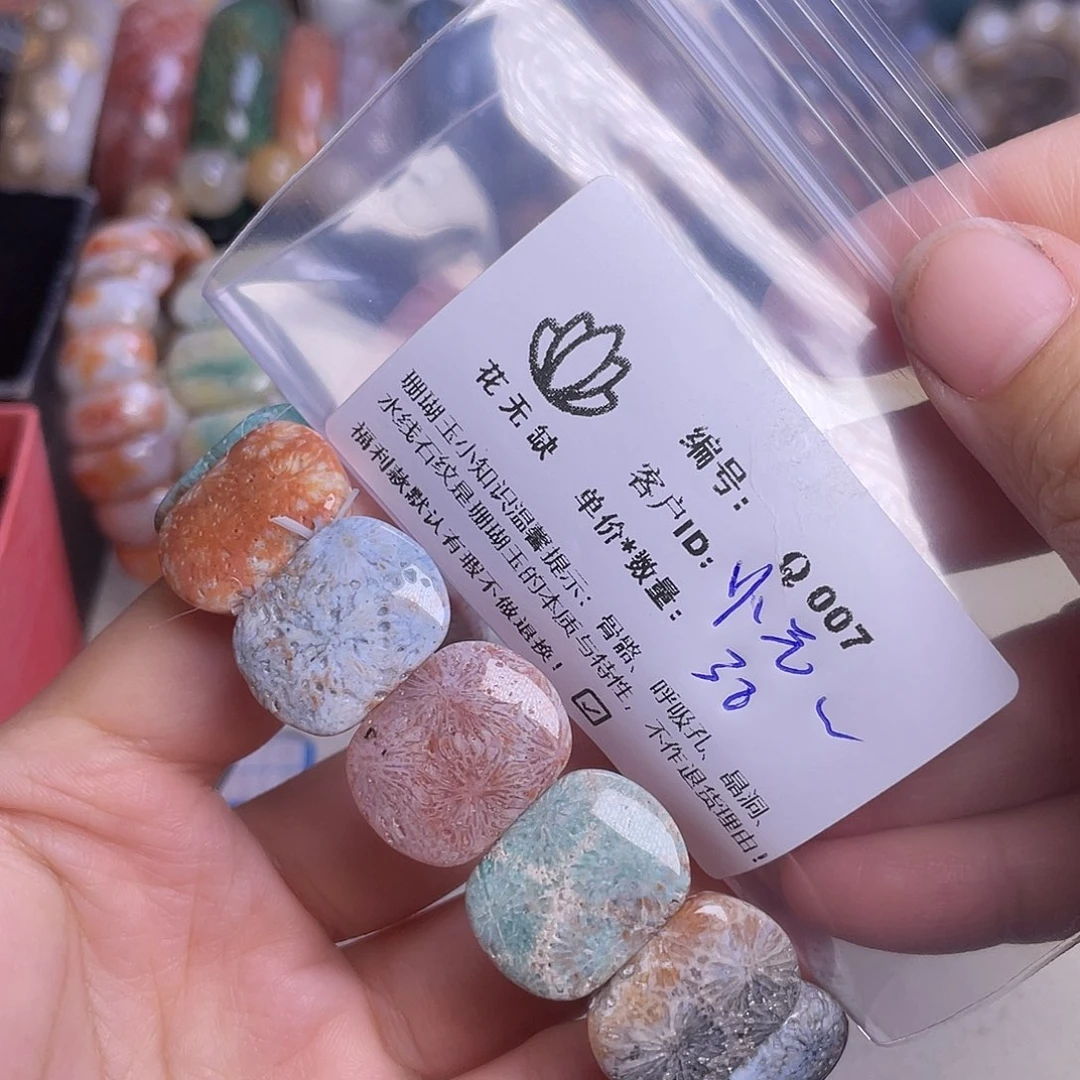 花无缺
编号: Q 007
客户ID:
单价*数量: 38
珊瑚玉小知识温馨提示: 骨骼、呼吸孔、晶洞、
水线石纹是珊瑚玉的本质与特性, 不作退货理由!
福利款默认有瑕不做退换! ☑